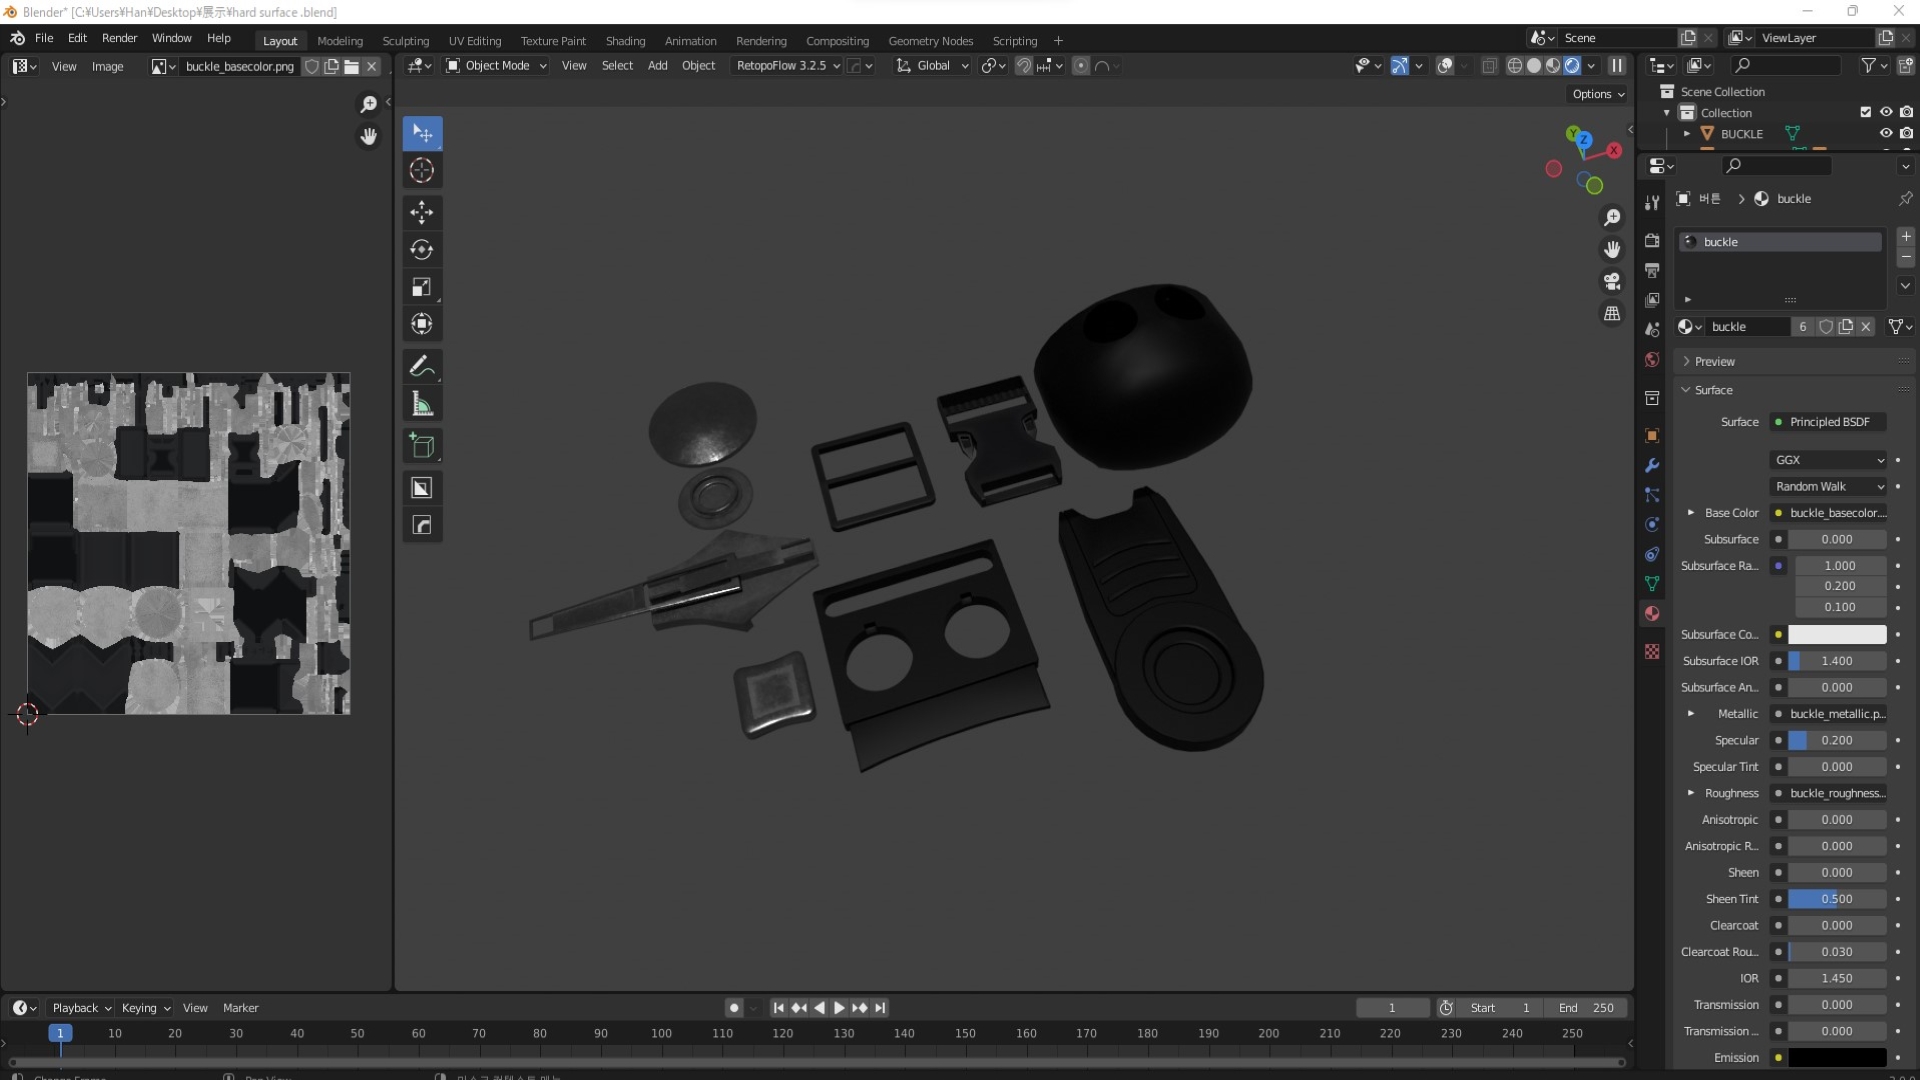 Blender* [C:¥Users¥Han¥Desktop¥展示¥hard surface .blend]
File Edit Render Window Help Layout Modeling Sculpting UV Editing Texture Paint Shading Animation Rendering Compositing Geometry Nodes Scripting + Scene ViewLayer
View Image buckle_basecolor.png Object Mode View Select Add Object RetopoFlow 3.2.5 Global
Options
Scene Collection
Collection
BUCKLE
Y Z X
버튼 > buckle
buckle
buckle 6
Preview
Surface
Surface Principled BSDF
GGX
Random Walk
Base Color buckle_basecolor....
Subsurface 0.000
Subsurface Ra... 1.000
0.200
0.100
Subsurface Co...
Subsurface IOR 1.400
Subsurface An... 0.000
Metallic buckle_metallic.p...
Specular 0.200
Specular Tint 0.000
Roughness buckle_roughness...
Anisotropic 0.000
Anisotropic R... 0.000
Sheen 0.000
Sheen Tint 0.500
Clearcoat 0.000
Clearcoat Rou... 0.030
IOR 1.450
Transmission 0.000
Transmission ... 0.000
Emission
Playback Keying View Marker 1 Start 1 End 250
1 10 20 30 40 50 60 70 80 90 100 110 120 130 140 150 160 170 180 190 200 210 220 230 240 250